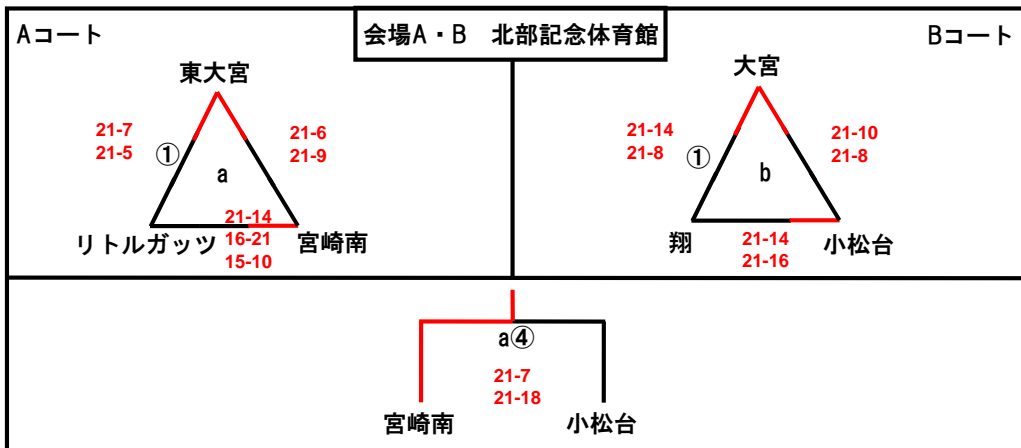 会場A・B 北部記念体育館
Aコート
東大宮
21-7
21-5
①
21-6
21-9
a
リトルガッツ
21-14
16-21
15-10
宮崎南
Bコート
大宮
21-14
21-8
①
21-10
21-8
b
翔
21-14
21-16
小松台
a④
21-7
21-18
宮崎南
小松台